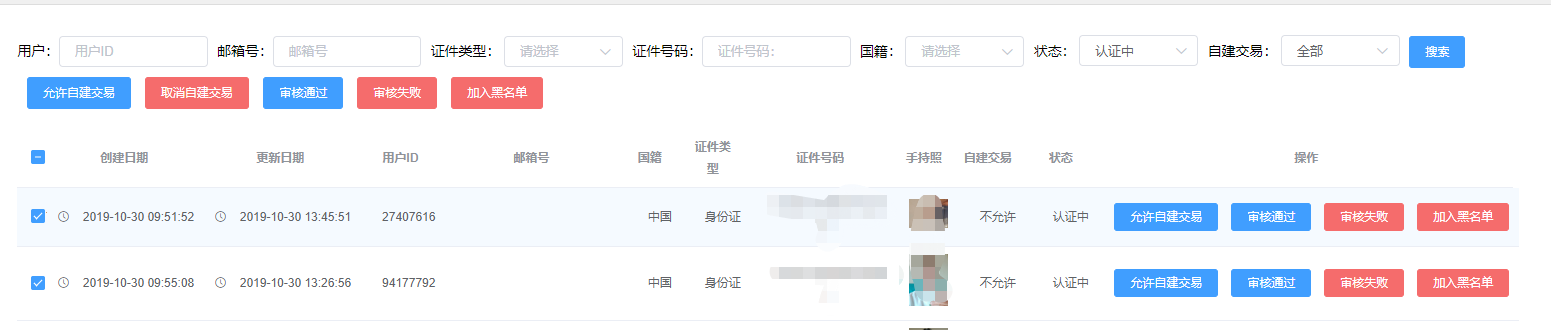 用户： 用户ID 邮箱号： 邮箱号 证件类型： 请选择 证件号码： 证件号码： 国籍： 请选择 状态： 认证中 自建交易： 全部 搜索
允许自建交易 取消自建交易 审核通过 审核失败 加入黑名单
创建日期 更新日期 用户ID 邮箱号 国籍 证件类型 证件号码 手持照 自建交易 状态 操作
2019-10-30 09:51:52 2019-10-30 13:45:51 27407616 中国 身份证 不允许 认证中 允许自建交易 审核通过 审核失败 加入黑名单
2019-10-30 09:55:08 2019-10-30 13:26:56 94177792 中国 身份证 不允许 认证中 允许自建交易 审核通过 审核失败 加入黑名单